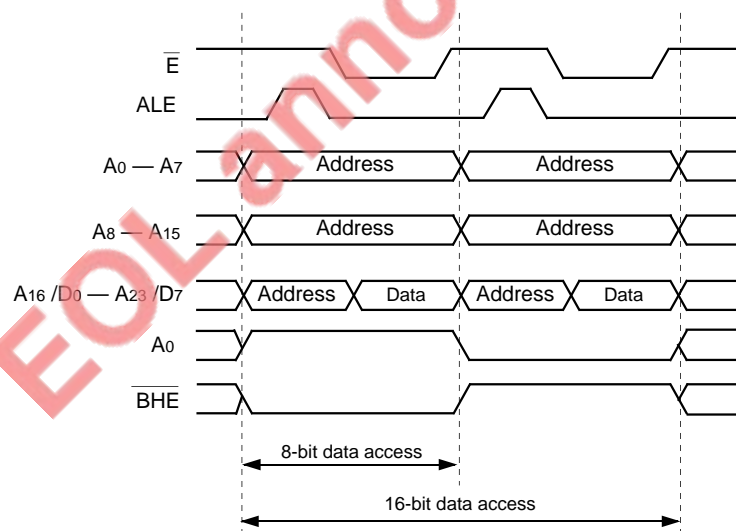 E
ALE
A0 — A7
Address
Address
A8 — A15
Address
Address
A16 /D0 — A23 /D7
Address
Data
Address
Data
A0
BHE
8-bit data access
16-bit data access
EOL anno